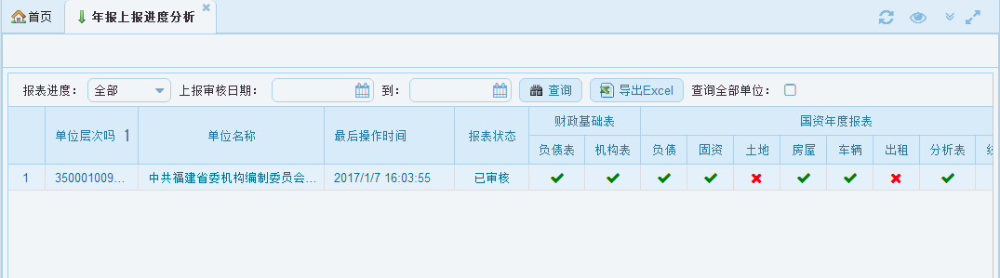 首页 年报上报进度分析
报表进度： 全部 上报审核日期： 到： 查询 导出Excel 查询全部单位：
单位层次吗 单位名称 最后操作时间 报表状态 财政基础表 国资年度报表
负债表 机构表 负债 固资 土地 房屋 车辆 出租 分析表
1 350001009... 中共福建省委机构编制委员会... 2017/1/7 16:03:55 已审核